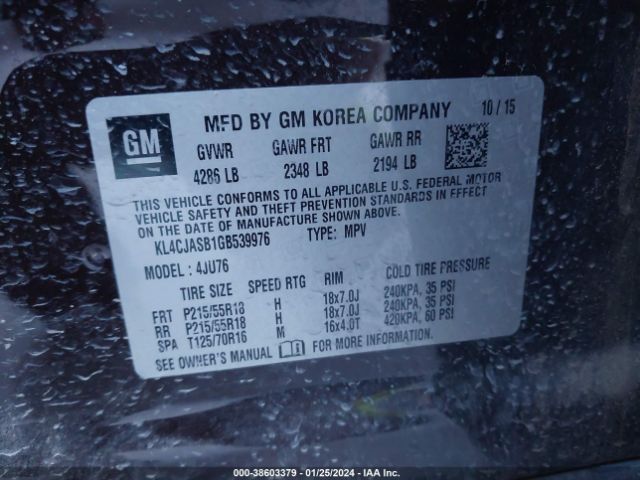 GM
MFD BY GM KOREA COMPANY 10 / 15
GVWR GAWR FRT GAWR RR
4286 LB 2348 LB 2194 LB
THIS VEHICLE CONFORMS TO ALL APPLICABLE U.S. FEDERAL MOTOR
VEHICLE SAFETY AND THEFT PREVENTION STANDARDS IN EFFECT
ON THE DATE OF MANUFACTURE SHOWN ABOVE.
KL4CJASB1GB539976 TYPE: MPV
MODEL : 4JU76
TIRE SIZE SPEED RTG RIM COLD TIRE PRESSURE
FRT P215/55R18 H 18x7.0J 240KPA, 35 PSI
RR P215/55R18 H 18x7.0J 240KPA, 35 PSI
SPA T125/70R16 M 16x4.0T 420KPA, 60 PSI
SEE OWNER'S MANUAL FOR MORE INFORMATION.
000-38603379 - 01/25/2024 - IAA Inc.